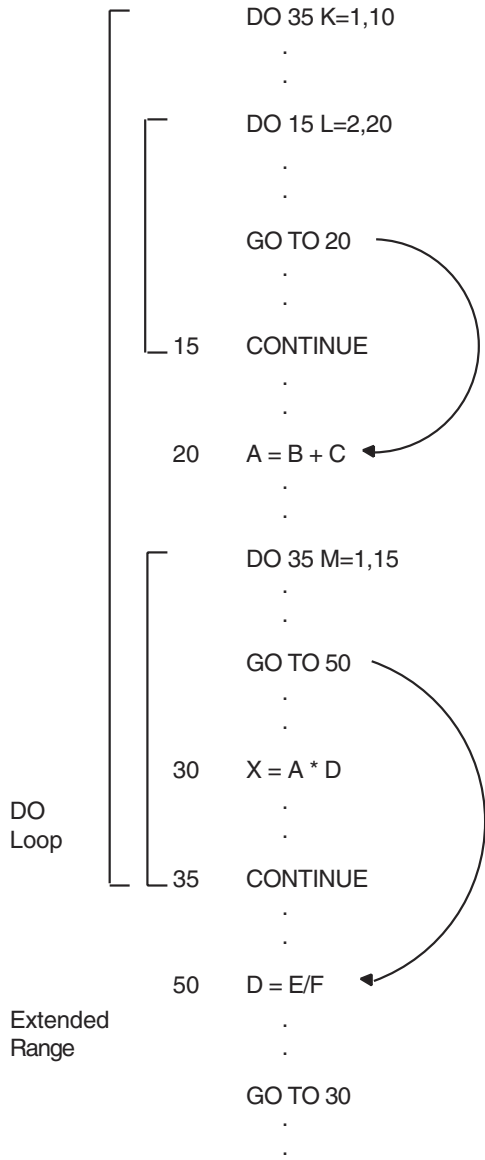 DO 35 K=1,10
.
.
DO 15 L=2,20
.
.
GO TO 20
.
.
15 CONTINUE
.
.
20 A = B + C
.
.
DO 35 M=1,15
.
.
GO TO 50
.
.
30 X = A * D
DO
Loop
.
.
35 CONTINUE
.
.
50 D = E/F
Extended
Range
.
.
GO TO 30
.
.